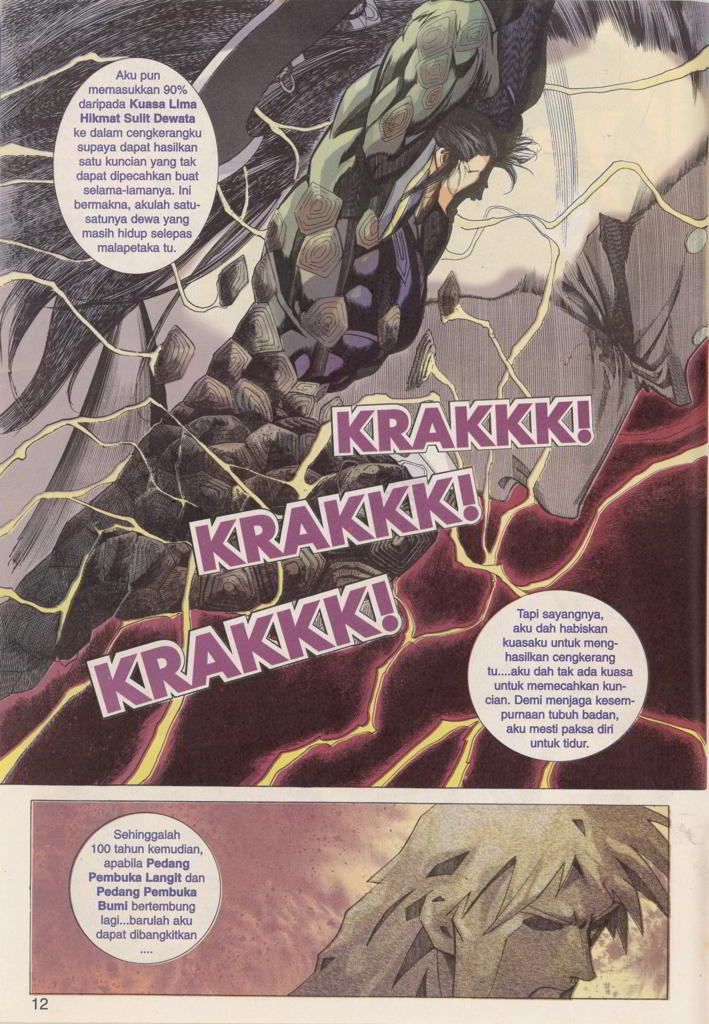 Aku pun
memasukkan 90%
daripada Kuasa Lima
Hikmat Sulit Dewata
ke dalam cengkerangku
supaya dapat hasilkan
satu kuncian yang tak
dapat dipecahkan buat
selama-lamanya. Ini
bermakna, akulah satu-
satunya dewa yang
masih hidup selepas
malapetaka tu.
KRAKKK!
KRAKKK!
KRAKKK!
Tapi sayangnya,
aku dah habiskan
kuasaku untuk meng-
hasilkan cengkerang
tu....aku dah tak ada kuasa
untuk memecahkan kun-
cian. Demi menjaga kesem-
purnaan tubuh badan,
aku mesti paksa diri
untuk tidur.
Sehinggalah
100 tahun kemudian,
apabila Pedang
Pembuka Langit dan
Pedang Pembuka
Bumi bertembung
lagi...barulah aku
dapat dibangkitkan
....
12